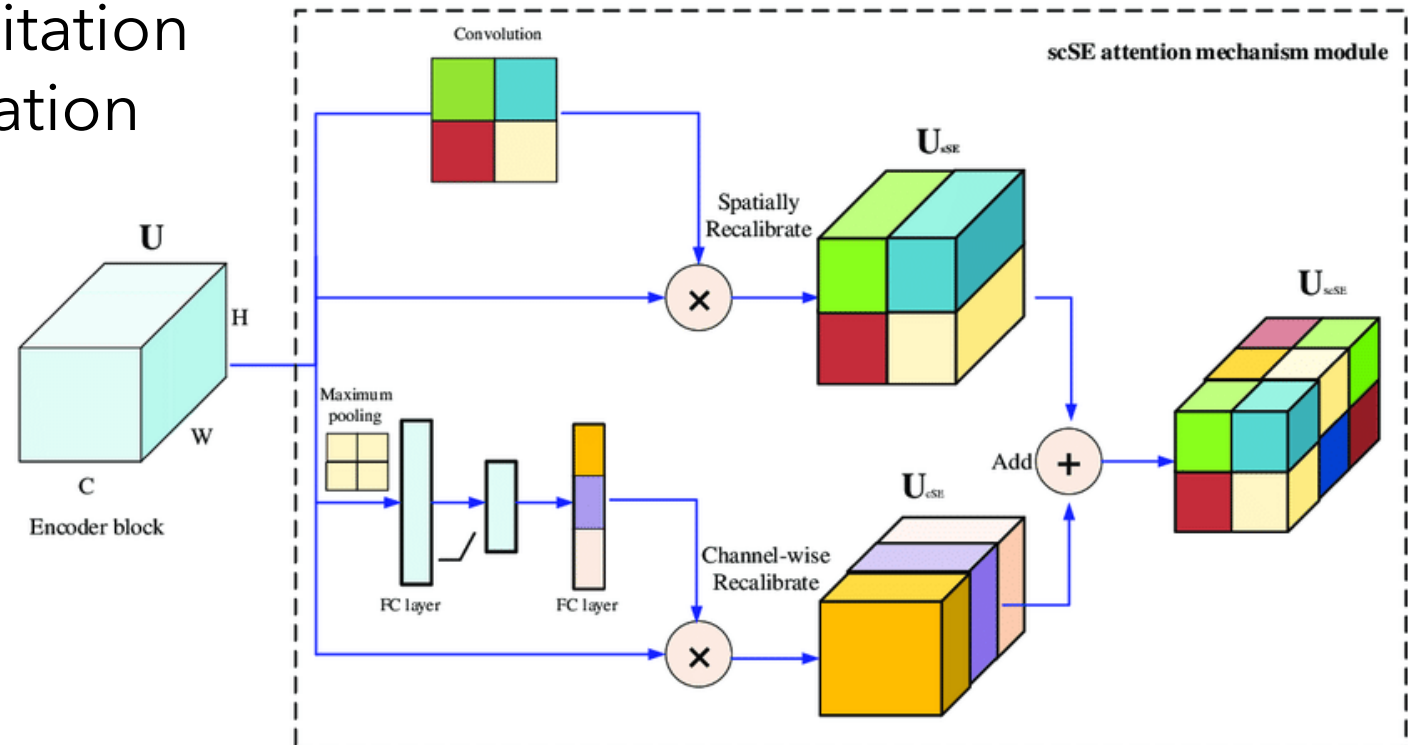 itation
ation
Convolution
scSE attention mechanism module
U
H
W
C
Encoder block
Spatially
Recalibrate
UsSE
Maximum
pooling
FC layer
FC layer
Channel-wise
Recalibrate
UcSE
Add
+
×
×
UscSE